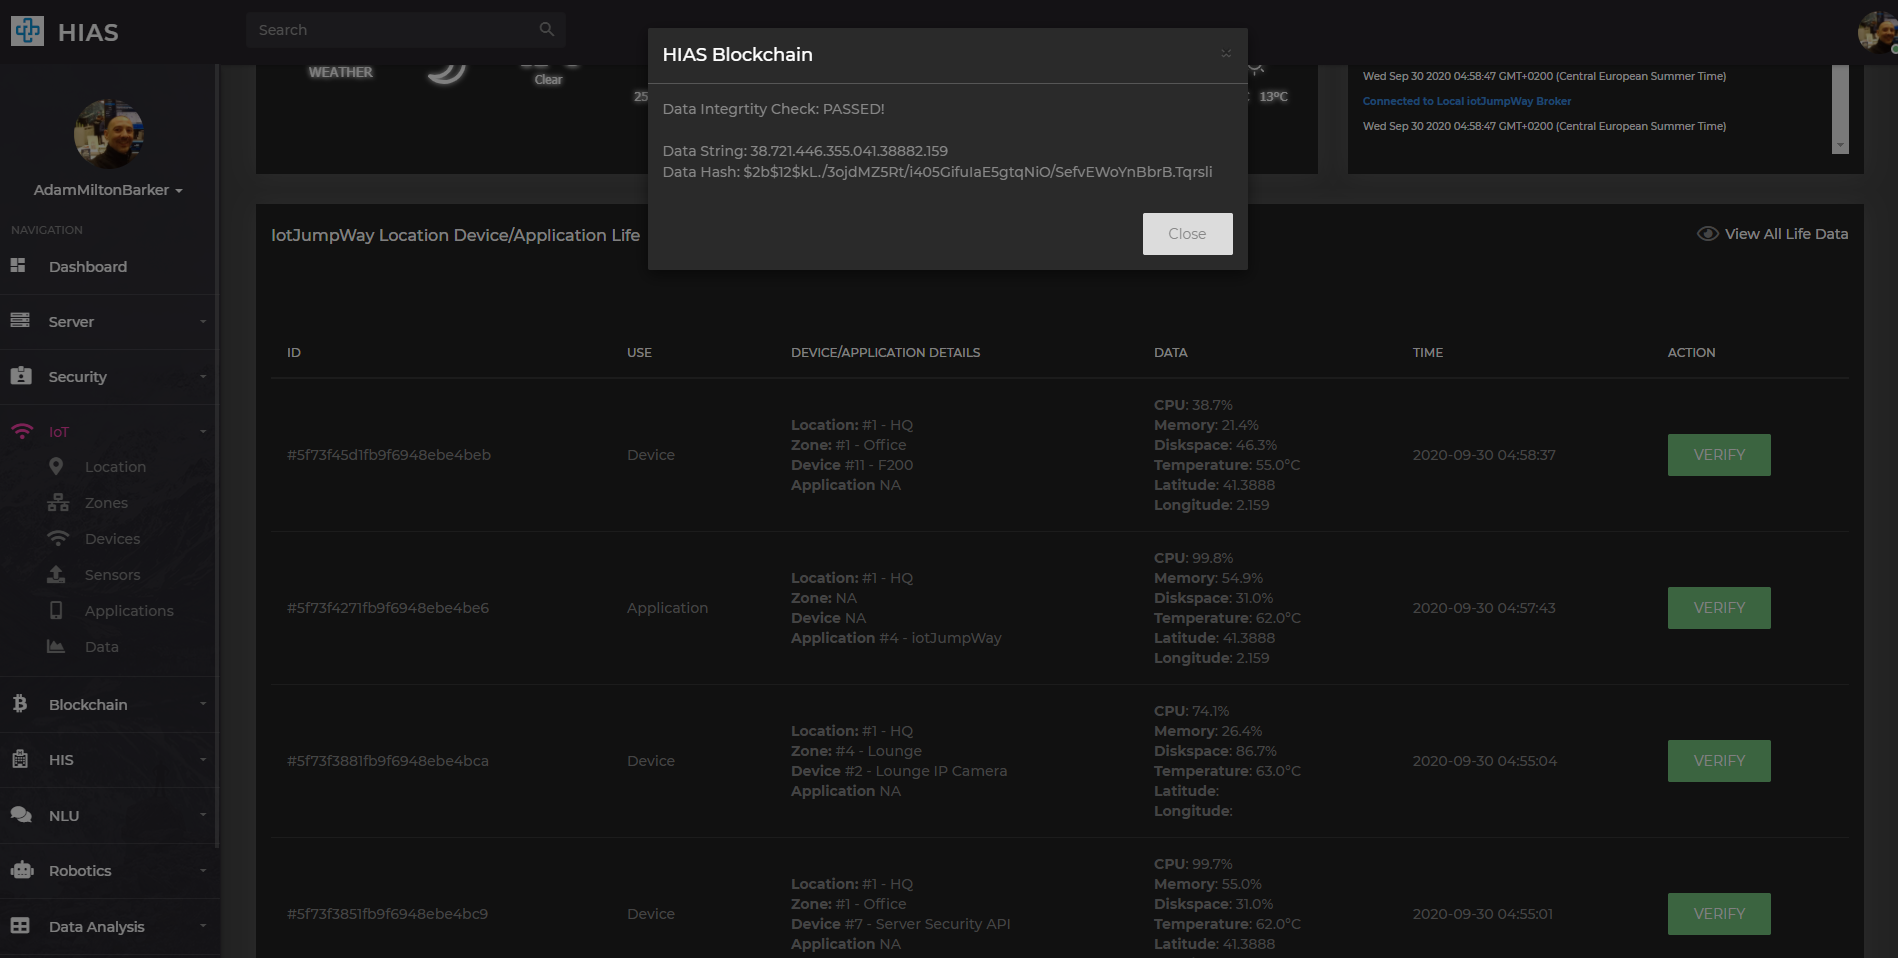 HIAS
Search
WEATHER
Clear
25
13ºC
Wed Sep 30 2020 04:58:47 GMT+0200 (Central European Summer Time)
Connected to Local iotJumpWay Broker
Wed Sep 30 2020 04:58:47 GMT+0200 (Central European Summer Time)
HIAS Blockchain
×
Data Integrtity Check: PASSED!
Data String: 38.721.446.355.041.38882.159
Data Hash: $2b$12$kL./3ojdMZ5Rt/i405GifuIaE5gtqNiO/SefvEWoYnBbrB.Tqrsli
Close
AdamMiltonBarker
NAVIGATION
Dashboard
Server
Security
IoT
Location
Zones
Devices
Sensors
Applications
Data
Blockchain
HIS
NLU
Robotics
Data Analysis
IotJumpWay Location Device/Application Life
View All Life Data
ID USE DEVICE/APPLICATION DETAILS DATA TIME ACTION
#5f73f45d1fb9f6948ebe4beb
Device
Location: #1 - HQ
Zone: #1 - Office
Device #11 - F200
Application NA
CPU: 38.7%
Memory: 21.4%
Diskspace: 46.3%
Temperature: 55.0°C
Latitude: 41.3888
Longitude: 2.159
2020-09-30 04:58:37
VERIFY
#5f73f4271fb9f6948ebe4be6
Application
Location: #1 - HQ
Zone: NA
Device NA
Application #4 - iotJumpWay
CPU: 99.8%
Memory: 54.9%
Diskspace: 31.0%
Temperature: 62.0°C
Latitude: 41.3888
Longitude: 2.159
2020-09-30 04:57:43
VERIFY
#5f73f3881fb9f6948ebe4bca
Device
Location: #1 - HQ
Zone: #4 - Lounge
Device #2 - Lounge IP Camera
Application NA
CPU: 74.1%
Memory: 26.4%
Diskspace: 86.7%
Temperature: 63.0°C
Latitude:
Longitude:
2020-09-30 04:55:04
VERIFY
#5f73f3851fb9f6948ebe4bc9
Device
Location: #1 - HQ
Zone: #1 - Office
Device #7 - Server Security API
Application NA
CPU: 99.7%
Memory: 55.0%
Diskspace: 31.0%
Temperature: 62.0°C
Latitude: 41.3888
2020-09-30 04:55:01
VERIFY